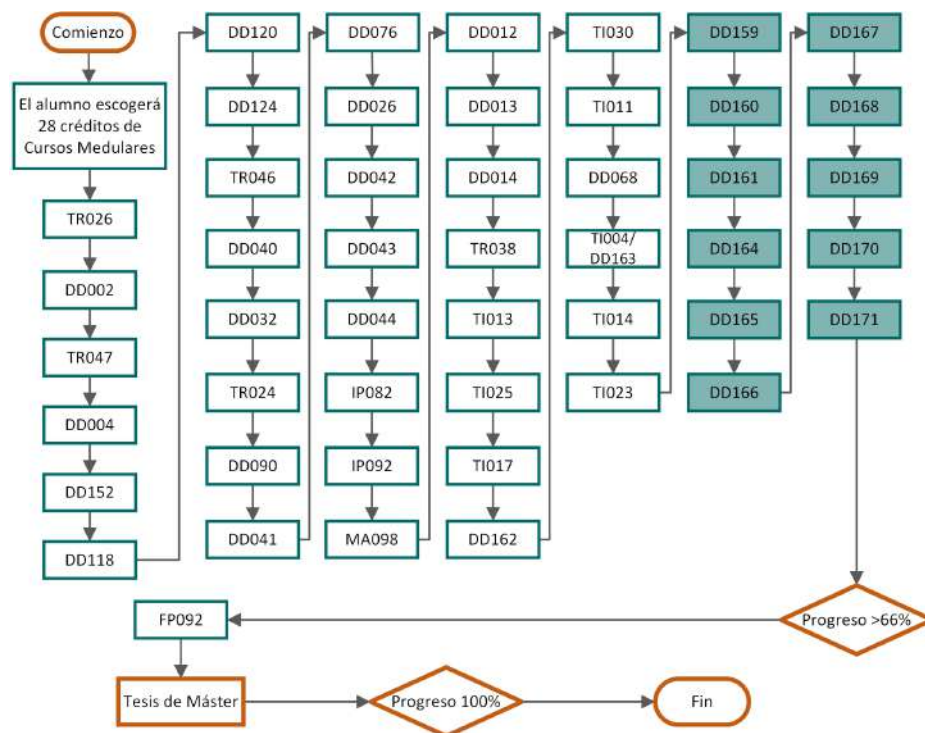 Comienzo
El alumno escogerá
28 créditos de
Cursos Medulares
TR026
DD002
TR047
DD004
DD152
DD118
DD120
DD124
TR046
DD040
DD032
TR024
DD090
DD041
DD076
DD026
DD042
DD043
DD044
IP082
IP092
MA098
DD012
DD013
DD014
TR038
TI013
TI025
TI017
DD162
TI030
TI011
DD068
TI004/
DD163
TI014
TI023
DD159
DD160
DD161
DD164
DD165
DD166
DD167
DD168
DD169
DD170
DD171
Progreso >66%
FP092
Tesis de Máster
Progreso 100%
Fin